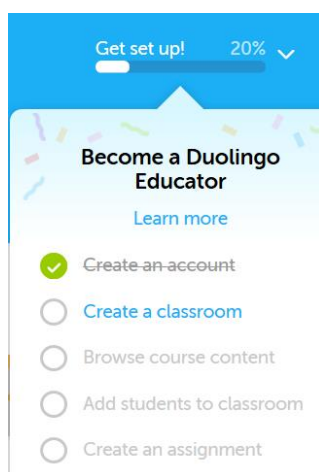 Get set up! 20%
Become a Duolingo
Educator
Learn more
Create an account
Create a classroom
Browse course content
Add students to classroom
Create an assignment